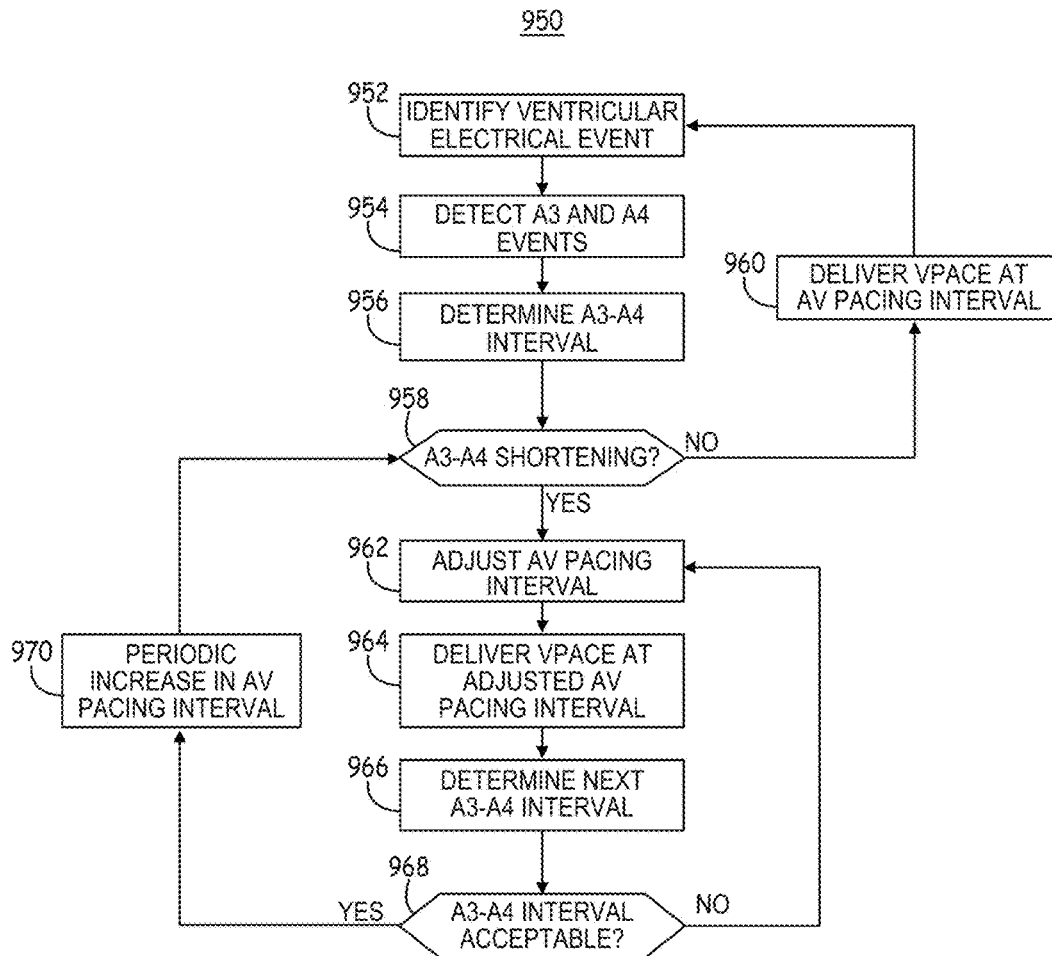 950
952
IDENTIFY VENTRICULAR
ELECTRICAL EVENT
954
DETECT A3 AND A4
EVENTS
956
DETERMINE A3-A4
INTERVAL
960
DELIVER VPACE AT
AV PACING INTERVAL
958
A3-A4 SHORTENING?
NO
YES
962
ADJUST AV PACING
INTERVAL
964
DELIVER VPACE AT
ADJUSTED AV
PACING INTERVAL
970
PERIODIC
INCREASE IN AV
PACING INTERVAL
966
DETERMINE NEXT
A3-A4 INTERVAL
968
YES
A3-A4 INTERVAL
ACCEPTABLE?
NO